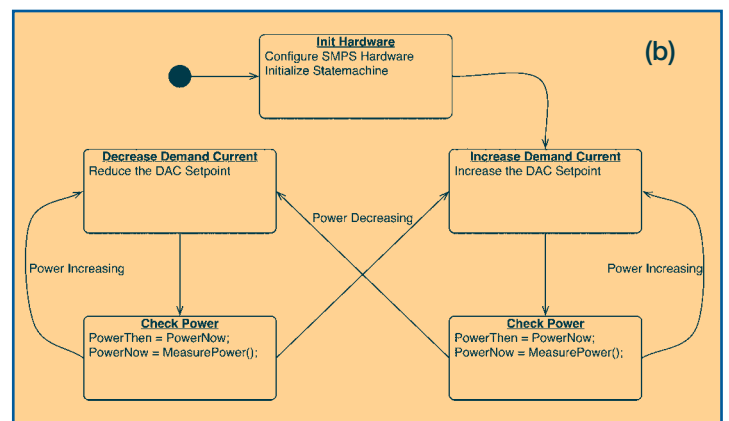 (b)
Init Hardware
Configure SMPS Hardware
Initialize Statemachine
Decrease Demand Current
Reduce the DAC Setpoint
Increase Demand Current
Increase the DAC Setpoint
Power Decreasing
Power Increasing
Power Increasing
Check Power
PowerThen = PowerNow;
PowerNow = MeasurePower();
Check Power
PowerThen = PowerNow;
PowerNow = MeasurePower();